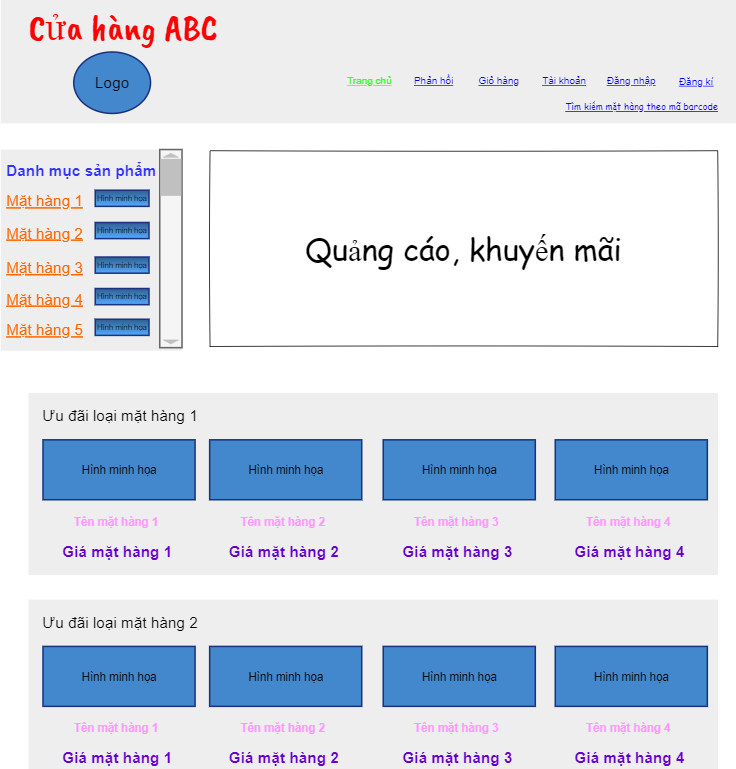 Cửa hàng ABC
Logo
Trang chủ Phản hồi Giỏ hàng Tài khoản Đăng nhập Đăng kí
Tìm kiếm mặt hàng theo mã barcode
Danh mục sản phẩm
Mặt hàng 1 Hình minh họa
Mặt hàng 2 Hình minh họa
Mặt hàng 3 Hình minh họa
Mặt hàng 4 Hình minh họa
Mặt hàng 5 Hình minh họa
Quảng cáo, khuyến mãi
Ưu đãi loại mặt hàng 1
Hình minh họa Hình minh họa Hình minh họa Hình minh họa
Tên mặt hàng 1 Tên mặt hàng 2 Tên mặt hàng 3 Tên mặt hàng 4
Giá mặt hàng 1 Giá mặt hàng 2 Giá mặt hàng 3 Giá mặt hàng 4
Ưu đãi loại mặt hàng 2
Hình minh họa Hình minh họa Hình minh họa Hình minh họa
Tên mặt hàng 1 Tên mặt hàng 2 Tên mặt hàng 3 Tên mặt hàng 4
Giá mặt hàng 1 Giá mặt hàng 2 Giá mặt hàng 3 Giá mặt hàng 4